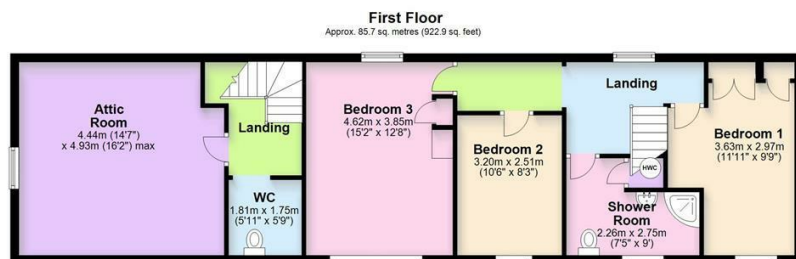 First Floor
Approx. 85.7 sq. metres (922.9 sq. feet)
Attic
Room
4.44m (14'7")
x 4.93m (16'2") max
Landing
WC
1.81m x 1.75m
(5'11" x 5'9")
Bedroom 3
4.62m x 3.85m
(15'2" x 12'8")
Bedroom 2
3.20m x 2.51m
(10'6" x 8'3")
Landing
HWC
Shower
Room
2.26m x 2.75m
(7'5" x 9')
Bedroom 1
3.63m x 2.97m
(11'11" x 9'9")